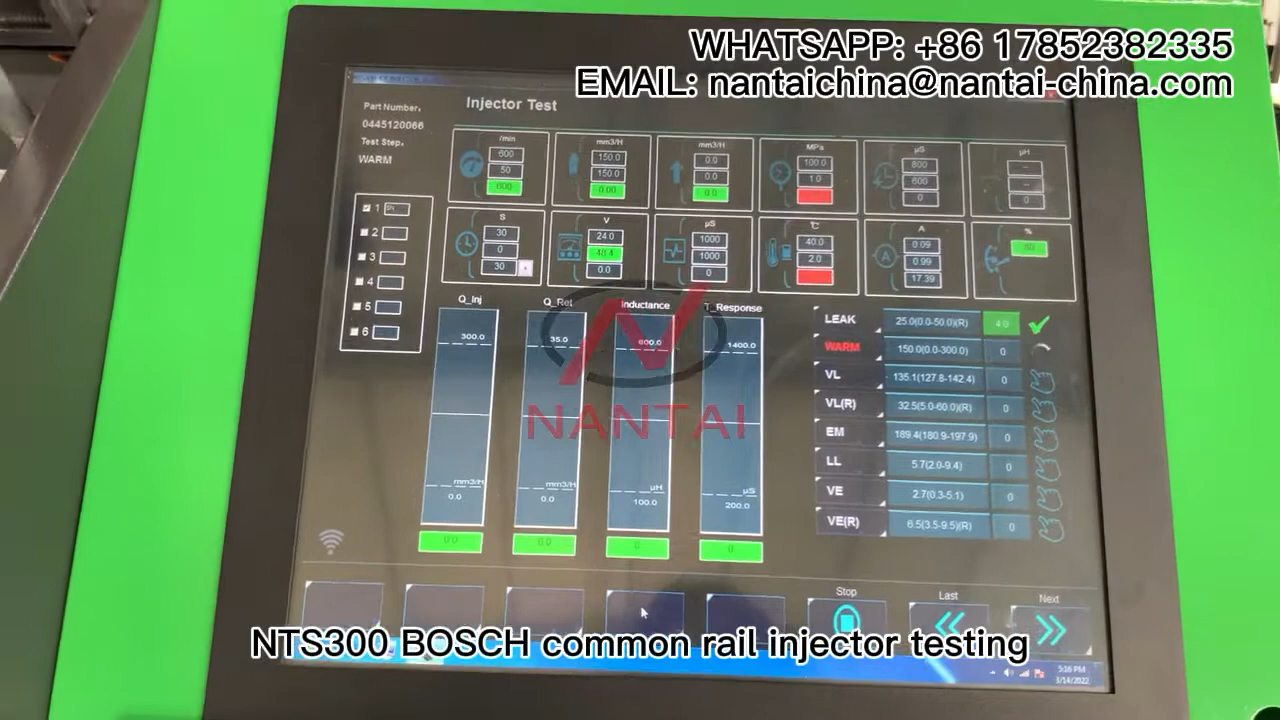 WHATSAPP: +86 17852382335
EMAIL: nantaichina@nantai-china.com
Injector Test
Part Number:
0445120066
Test Step:
WARM
/min
600
50
600
mm3/H
150.0
150.0
0.00
mm3/H
0.0
0.0
0.0
MPa
100.0
1.0
µS
800
600
0
µH
--
--
0
S
30
0
30
V
24.0
0.0
µS
1000
1000
0
℃
40.0
2.0
A
0.09
0.99
17.39
%
1
2
3
4
5
6
Q_Inj
Q_Ret
Inductance
T_Response
300.0
35.0
600.0
1400.0
mm3/H
mm3/H
µH
µS
0.0
0.0
100.0
200.0
0.0
0.0
0
0
LEAK 25.0(0.0-50.0)(R) 4.0
WARM 150.0(0.0-300.0) 0
VL 135.1(127.8-142.4) 0
VL(R) 32.5(5.0-60.0)(R) 0
EM 189.4(180.9-197.9) 0
LL 5.7(2.0-9.4) 0
VE 2.7(0.3-5.1) 0
VE(R) 6.5(3.5-9.5)(R) 0
NANTAI
Stop
Last
Next
NTS300 BOSCH common rail injector testing
5:16 PM
3/14/2022